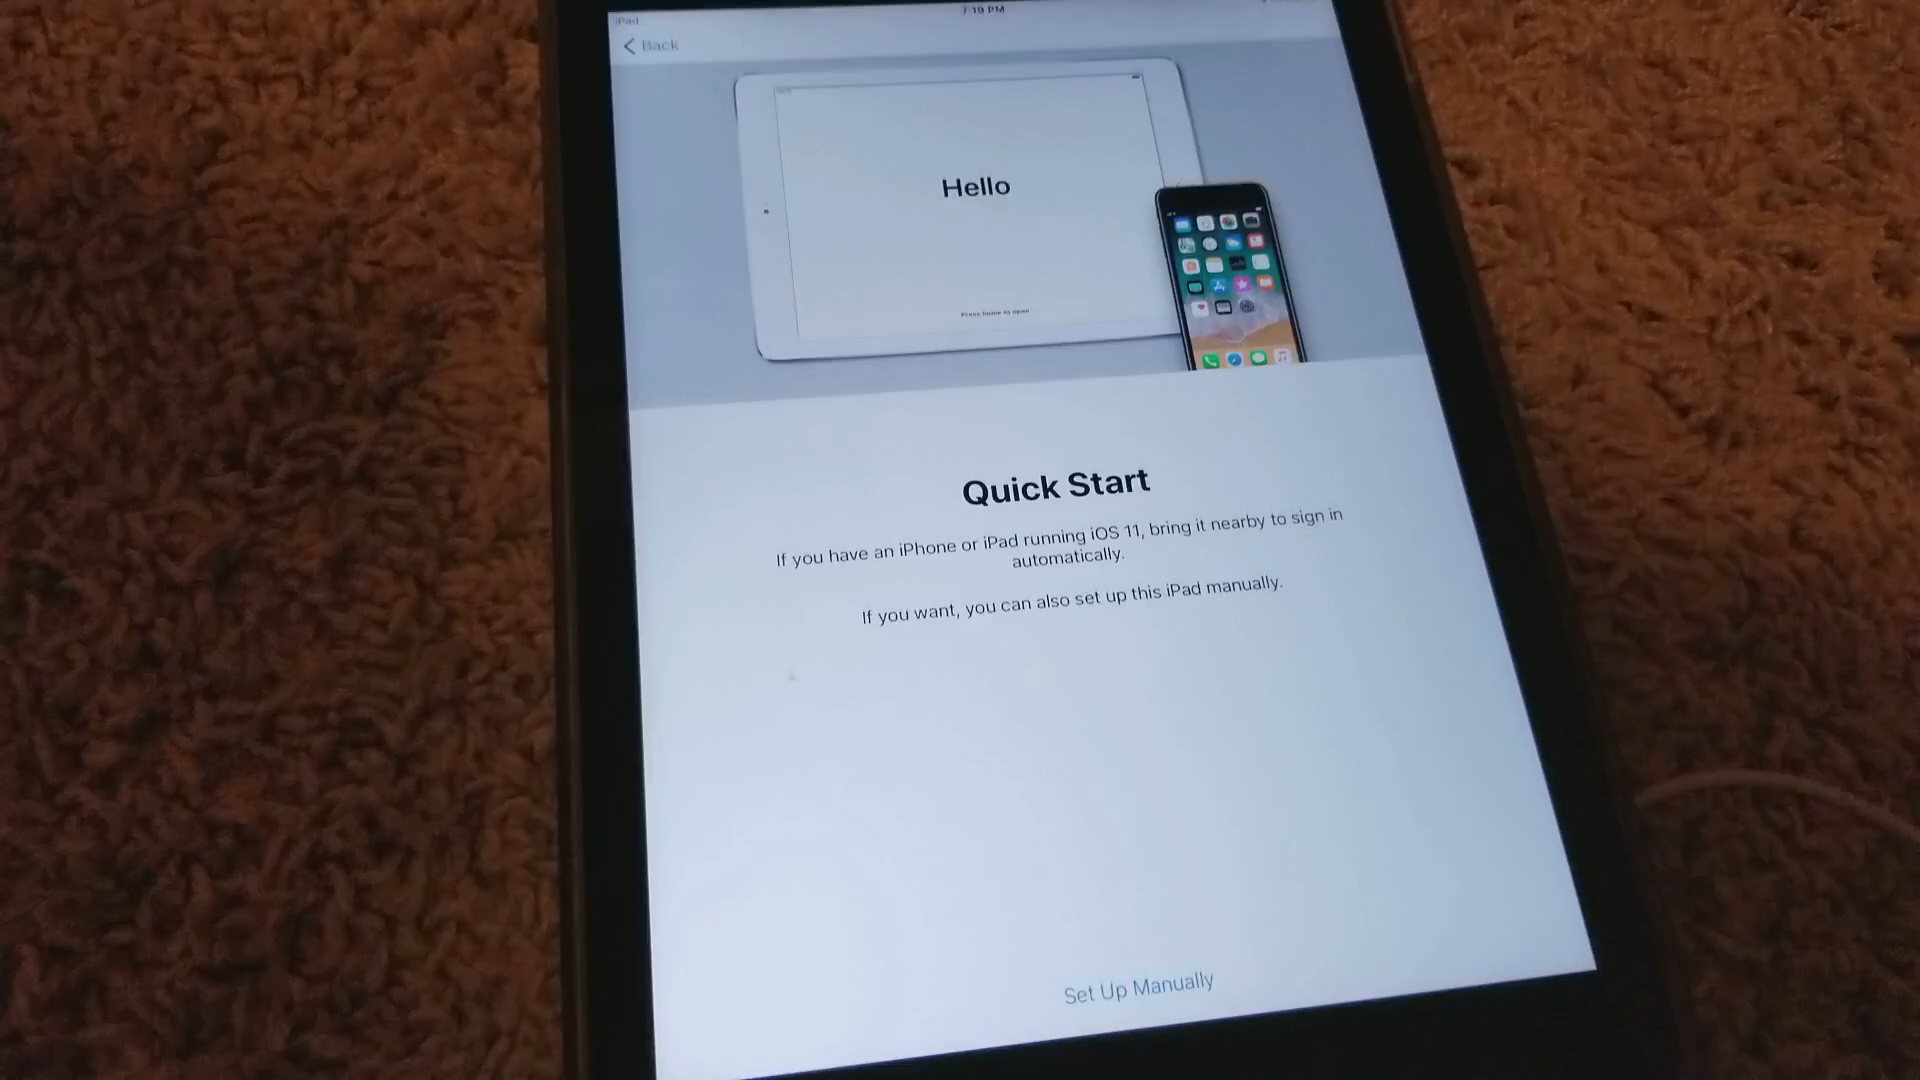 iPad
7:19 PM
Back
Hello
Press home to open
Quick Start
If you have an iPhone or iPad running iOS 11, bring it nearby to sign in
automatically.
If you want, you can also set up this iPad manually.
Set Up Manually